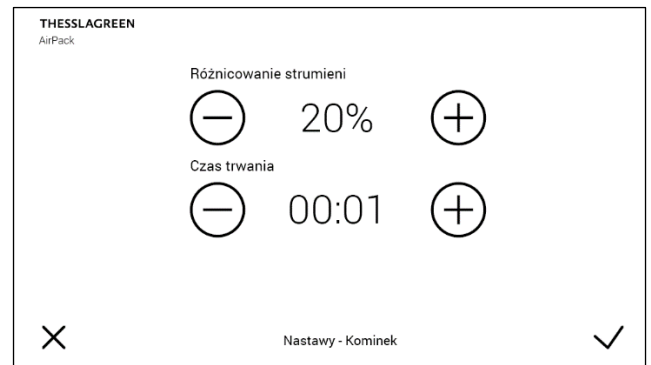 THESSLAGREEN
AirPack
Różnicowanie strumieni
20%
Czas trwania
00:01
Nastawy - Kominek